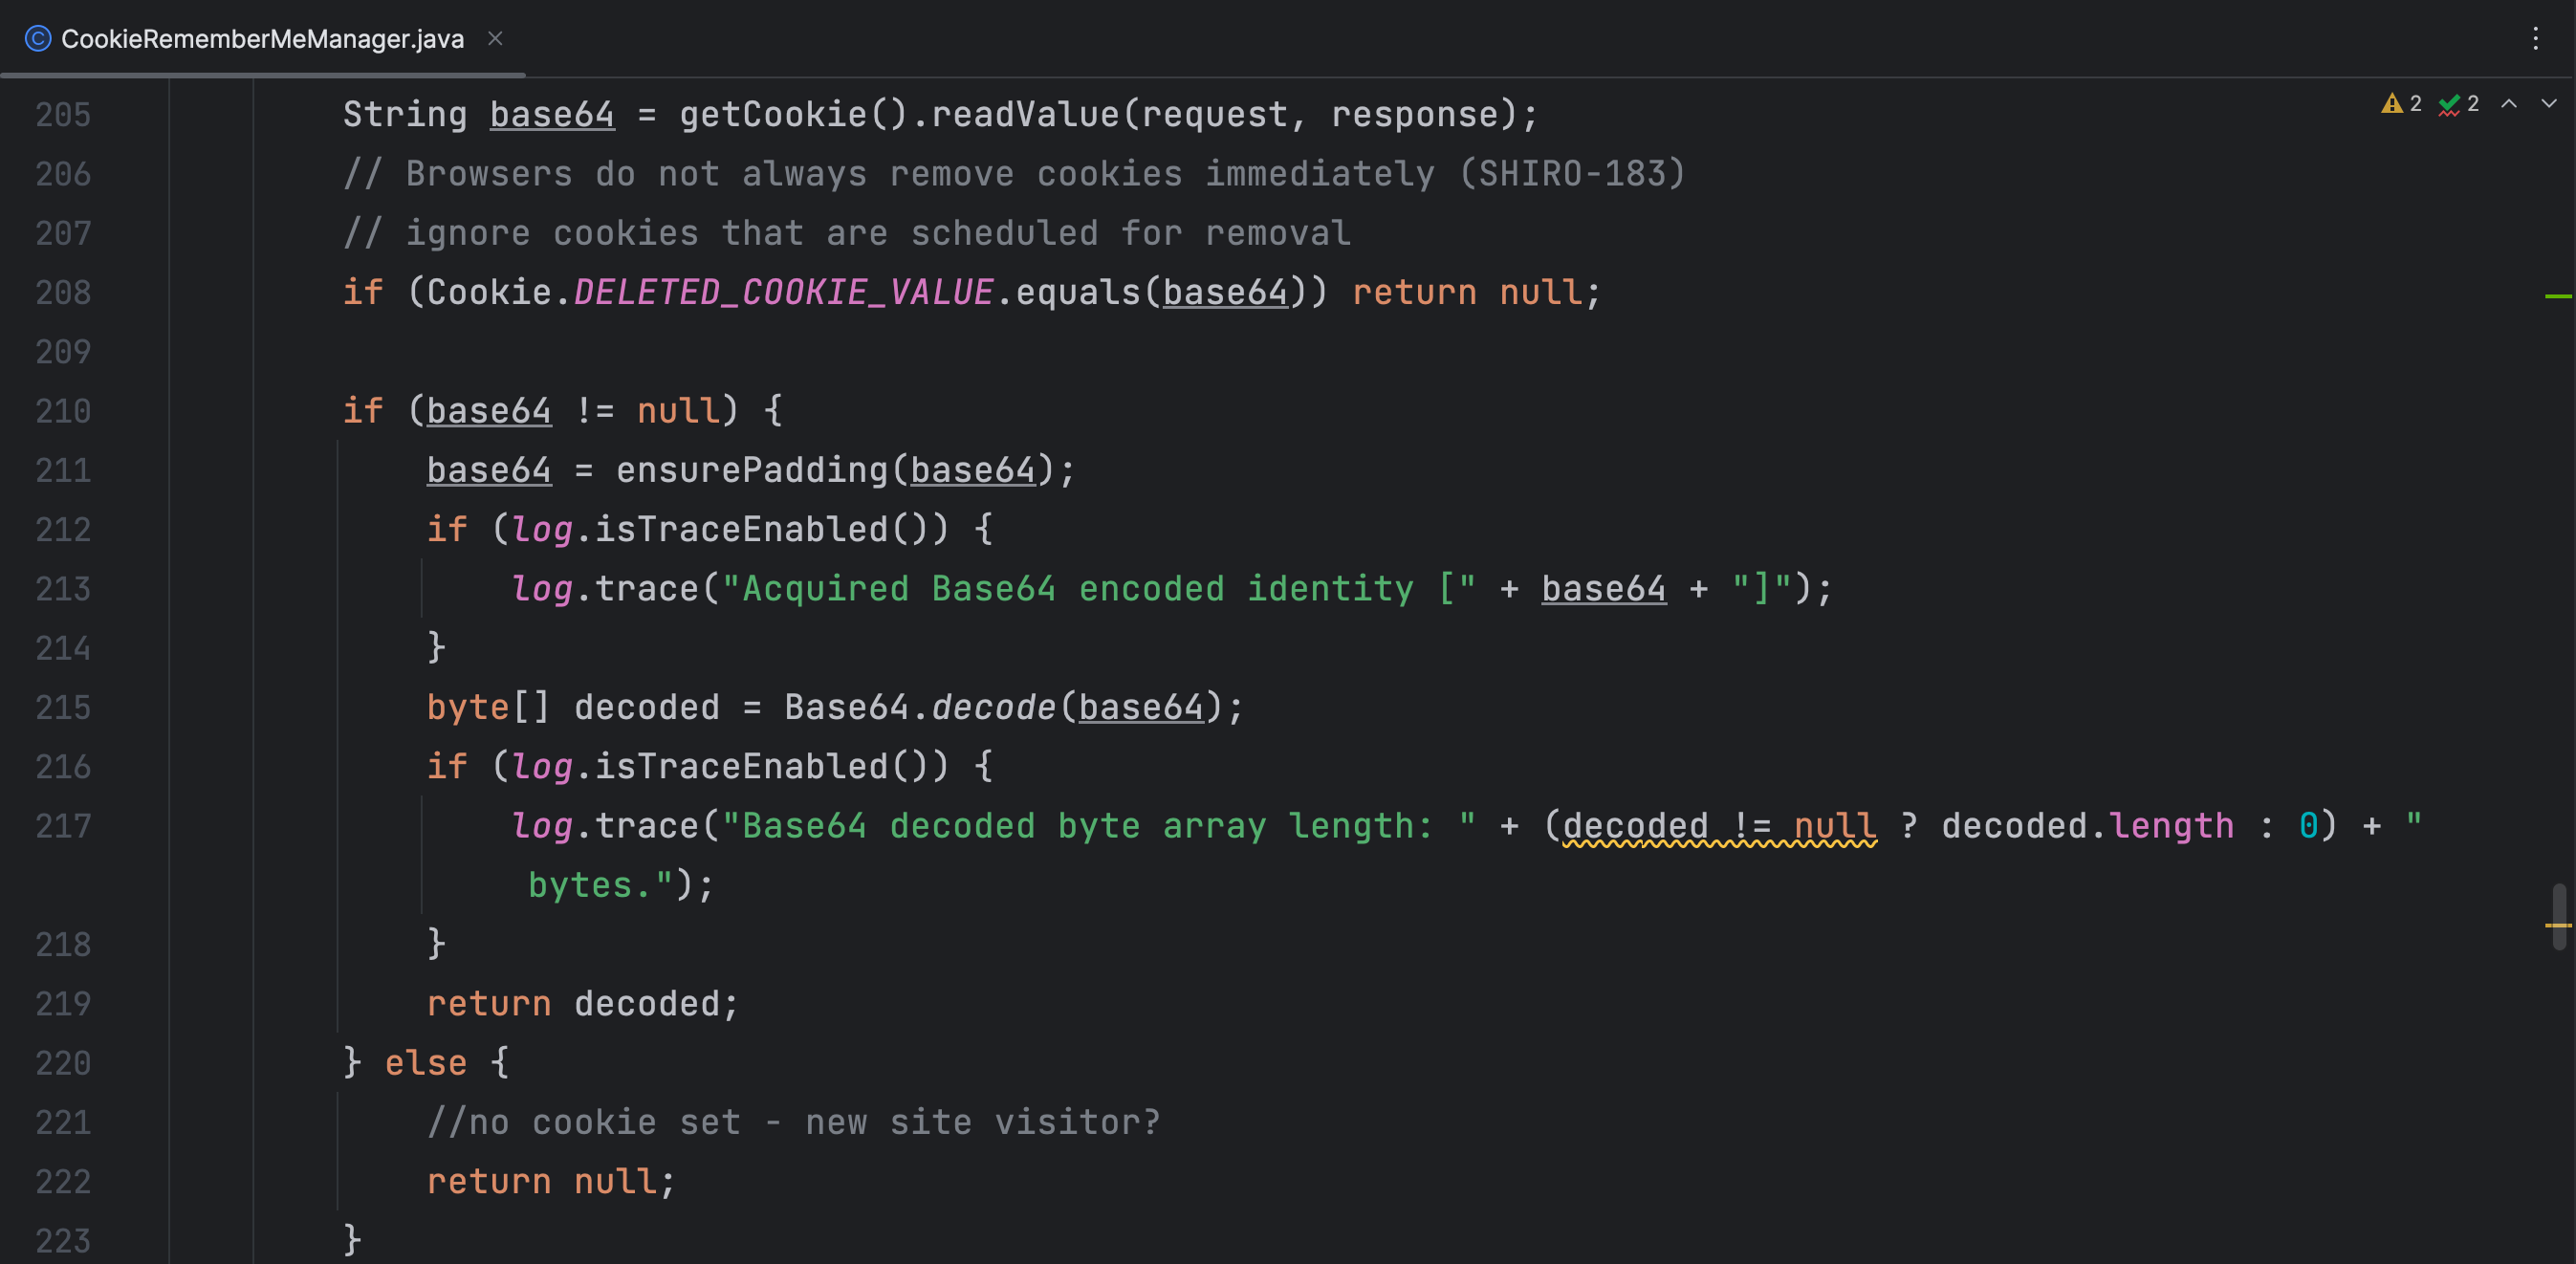 CookieRememberMeManager.java
2 2
205 String base64 = getCookie().readValue(request, response);
206 // Browsers do not always remove cookies immediately (SHIRO-183)
207 // ignore cookies that are scheduled for removal
208 if (Cookie.DELETED_COOKIE_VALUE.equals(base64)) return null;
209
210 if (base64 != null) {
211 base64 = ensurePadding(base64);
212 if (log.isTraceEnabled()) {
213 log.trace("Acquired Base64 encoded identity [" + base64 + "]");
214 }
215 byte[] decoded = Base64.decode(base64);
216 if (log.isTraceEnabled()) {
217 log.trace("Base64 decoded byte array length: " + (decoded != null ? decoded.length : 0) + "
bytes.");
218 }
219 return decoded;
220 } else {
221 //no cookie set - new site visitor?
222 return null;
223 }